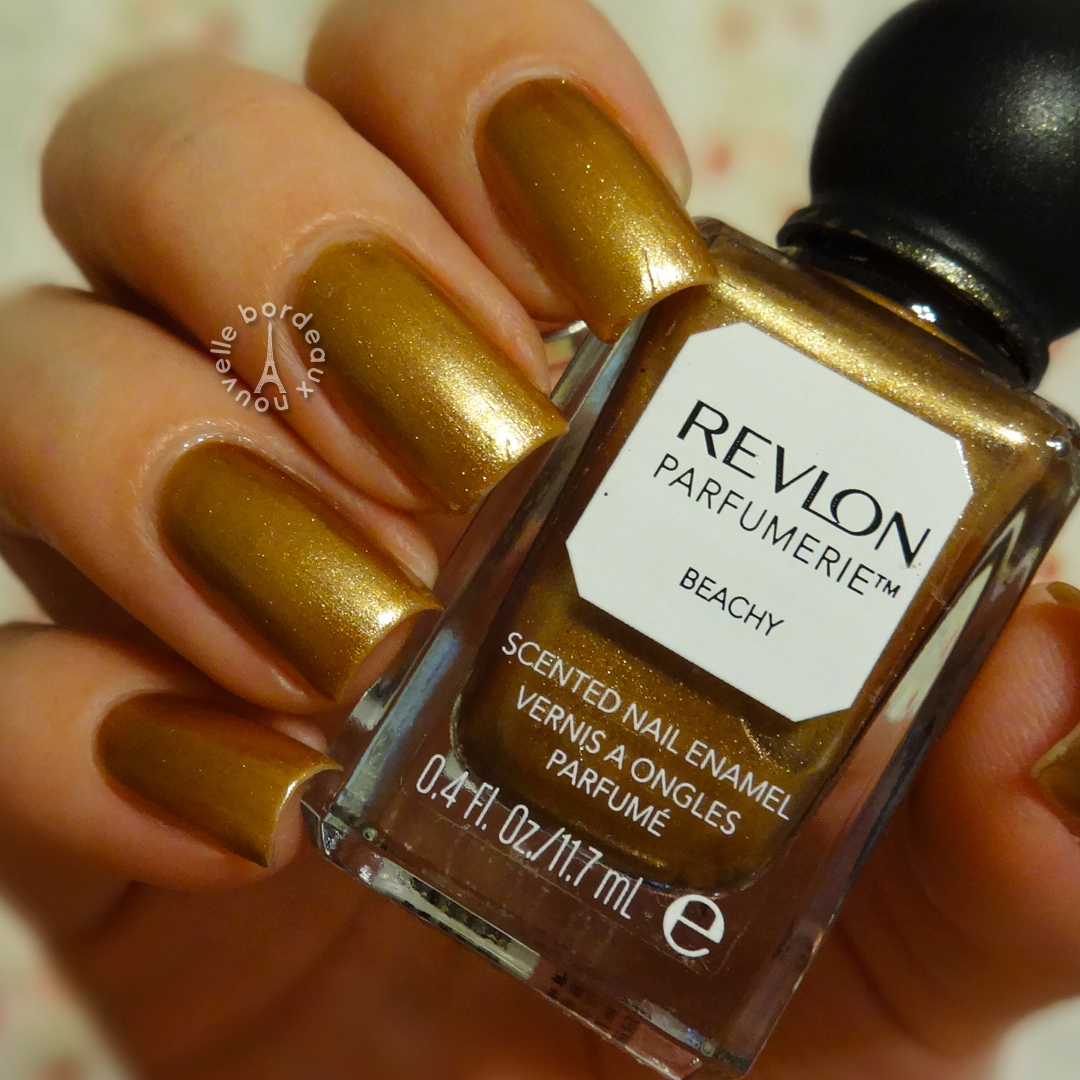 nouvelle bordeaux
REVLON
PARFUMERIE™
BEACHY
SCENTED NAIL ENAMEL
VERNIS A ONGLES
PARFUMÉ
0.4 Fl. Oz./11.7 mL
e